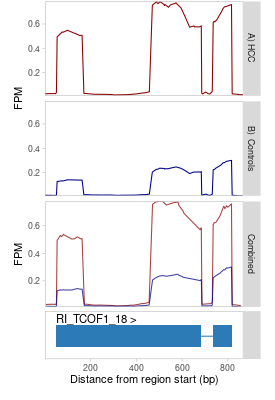 0.6
0.4
0.2
FPM
A) HCC
0.6
0.4
0.2
B) Controls
0.6
0.4
0.2
FPM
Combined
RI_TCOF1_18 >
200 400 600 800
Distance from region start (bp)